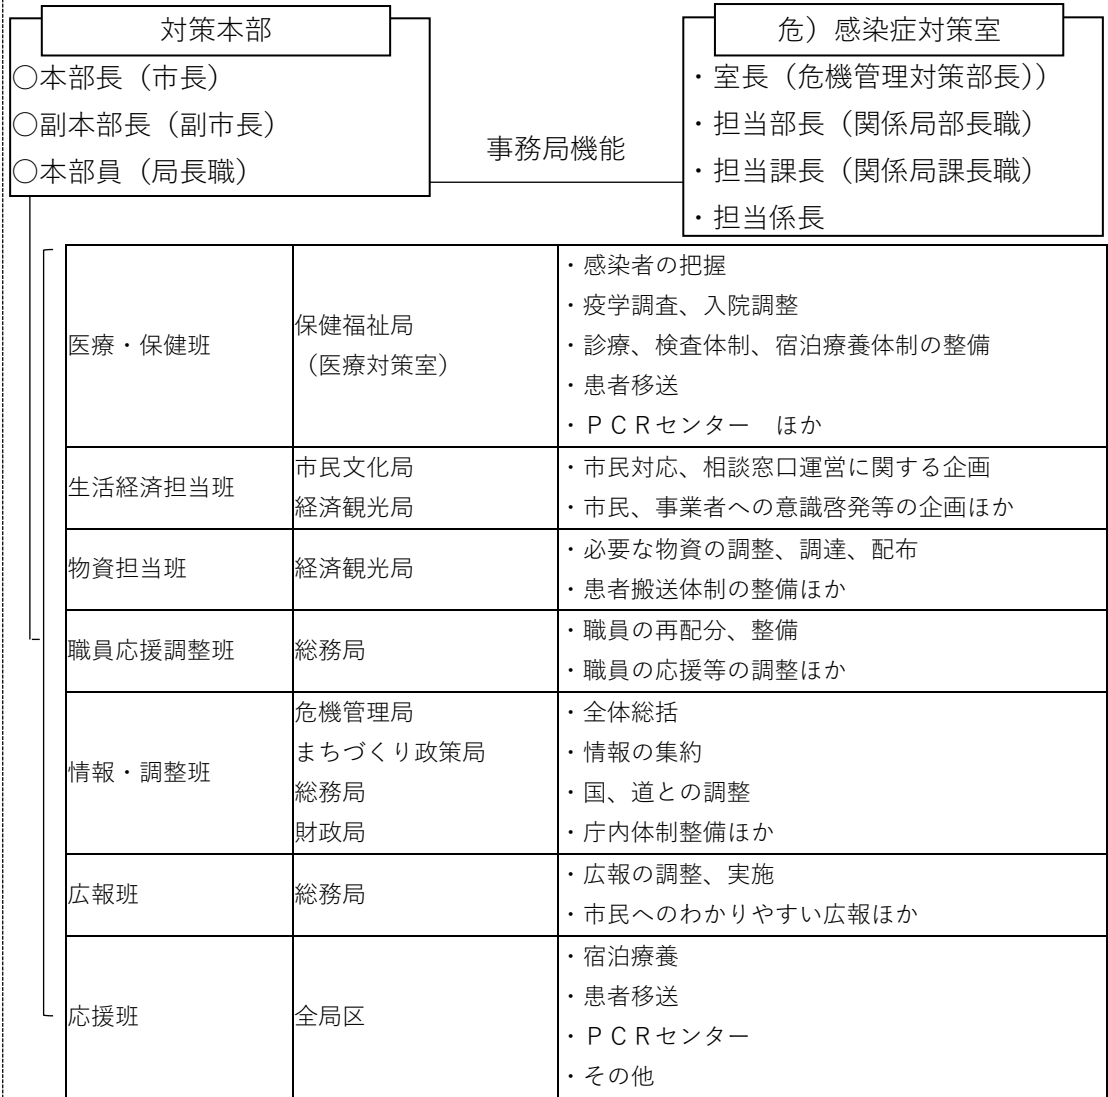 対策本部
○本部長（市長）
○副本部長（副市長）
○本部員（局長職）
事務局機能
危）感染症対策室
・室長（危機管理対策部長））
・担当部長（関係局部長職）
・担当課長（関係局課長職）
・担当係長
医療・保健班
保健福祉局
（医療対策室）
・感染者の把握
・疫学調査、入院調整
・診療、検査体制、宿泊療養体制の整備
・患者移送
・ＰＣＲセンター　ほか
生活経済担当班
市民文化局
経済観光局
・市民対応、相談窓口運営に関する企画
・市民、事業者への意識啓発等の企画ほか
物資担当班
経済観光局
・必要な物資の調整、調達、配布
・患者搬送体制の整備ほか
職員応援調整班
総務局
・職員の再配分、整備
・職員の応援等の調整ほか
情報・調整班
危機管理局
まちづくり政策局
総務局
財政局
・全体総括
・情報の集約
・国、道との調整
・庁内体制整備ほか
広報班
総務局
・広報の調整、実施
・市民へのわかりやすい広報ほか
応援班
全局区
・宿泊療養
・患者移送
・ＰＣＲセンター
・その他